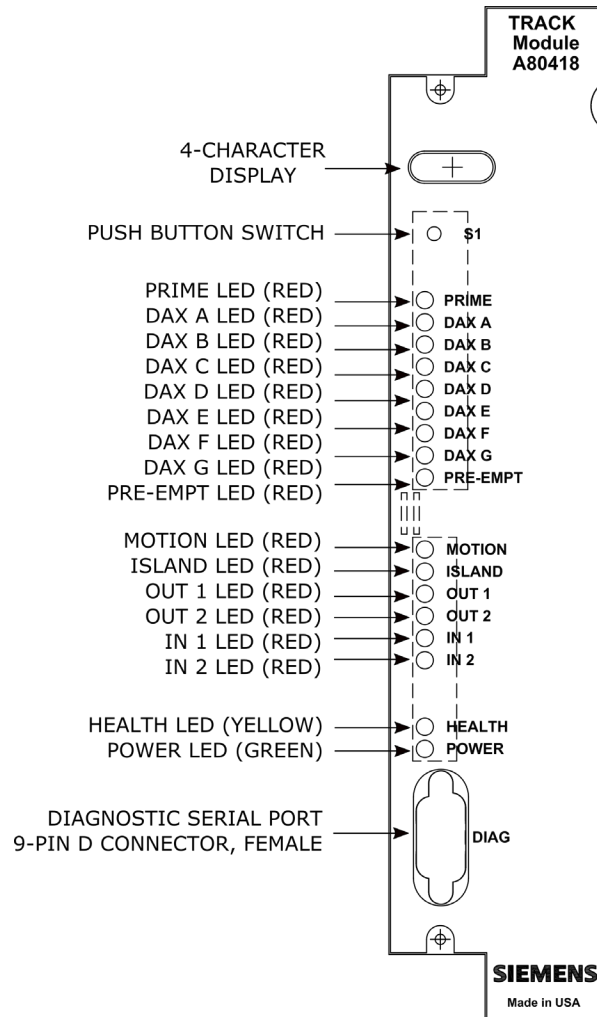 TRACK
Module
A80418
4-CHARACTER
DISPLAY
PUSH BUTTON SWITCH
S1
PRIME LED (RED)
PRIME
DAX A LED (RED)
DAX A
DAX B LED (RED)
DAX B
DAX C LED (RED)
DAX C
DAX D LED (RED)
DAX D
DAX E LED (RED)
DAX E
DAX F LED (RED)
DAX F
DAX G LED (RED)
DAX G
PRE-EMPT LED (RED)
PRE-EMPT
MOTION LED (RED)
MOTION
ISLAND LED (RED)
ISLAND
OUT 1 LED (RED)
OUT 1
OUT 2 LED (RED)
OUT 2
IN 1 LED (RED)
IN 1
IN 2 LED (RED)
IN 2
HEALTH LED (YELLOW)
HEALTH
POWER LED (GREEN)
POWER
DIAGNOSTIC SERIAL PORT
9-PIN D CONNECTOR, FEMALE
DIAG
SIEMENS
Made in USA